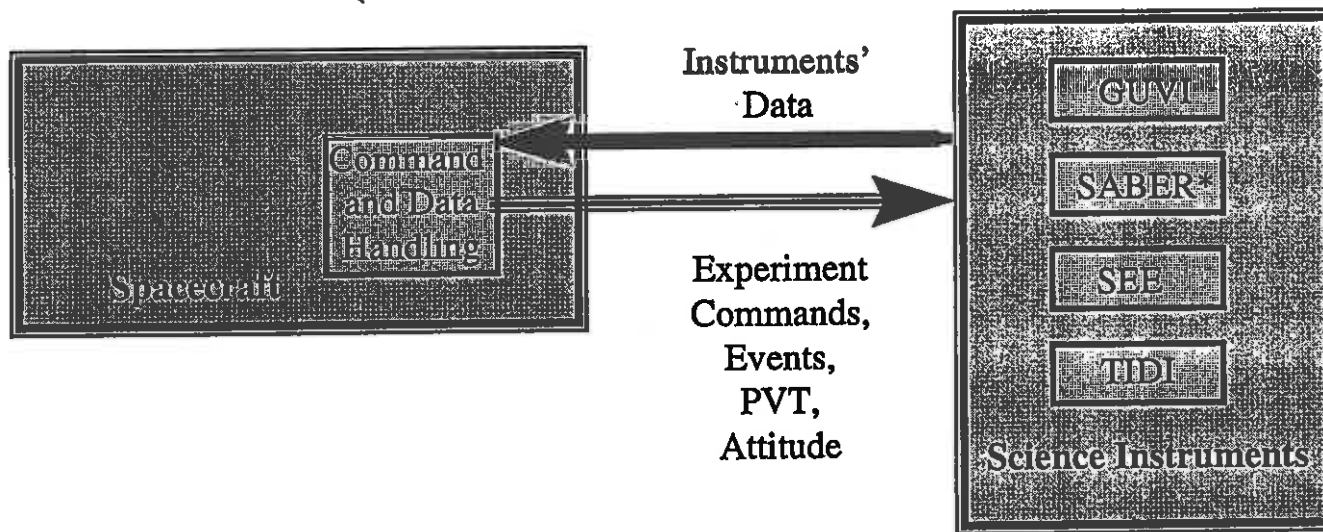 Spacecraft
Command
and Data
Handling
Instruments'
Data
Experiment
Commands,
Events,
PVT,
Attitude
GUVI
SABER*
SEE
TIDI
Science Instruments